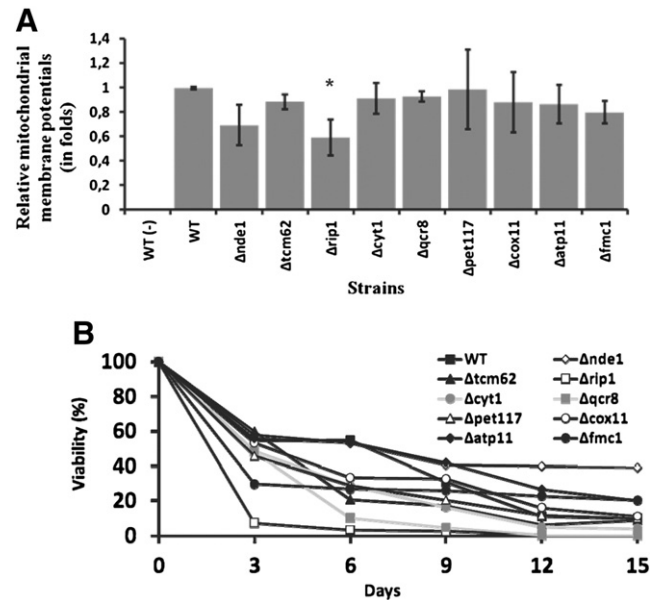 A
Relative mitochondrial
membrane potentials
(in folds)
1,4
1,2
1
0,8
0,6
0,4
0,2
0
*
WT (-)
WT
Δnde1
Δtcm62
Δrip1
Δcyt1
Δqcr8
Δpet117
Δcox11
Δatp11
Δfmc1
Strains
B
Viability (%)
100
80
60
40
20
0
WT
Δnde1
Δtcm62
Δrip1
Δcyt1
Δqcr8
Δpet117
Δcox11
Δatp11
Δfmc1
0 3 6 9 12 15
Days